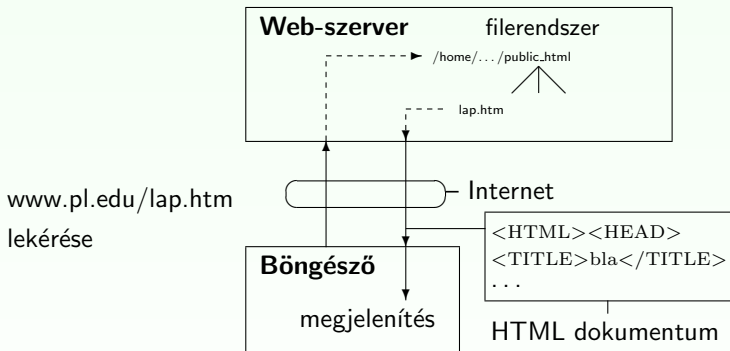 Web-szerver
filerendszer
/home/.../public_html
lap.htm
www.pl.edu/lap.htm
lekérése
Internet
<HTML><HEAD>
<TITLE>bla</TITLE>
...
Böngésző
megjelenítés
HTML dokumentum